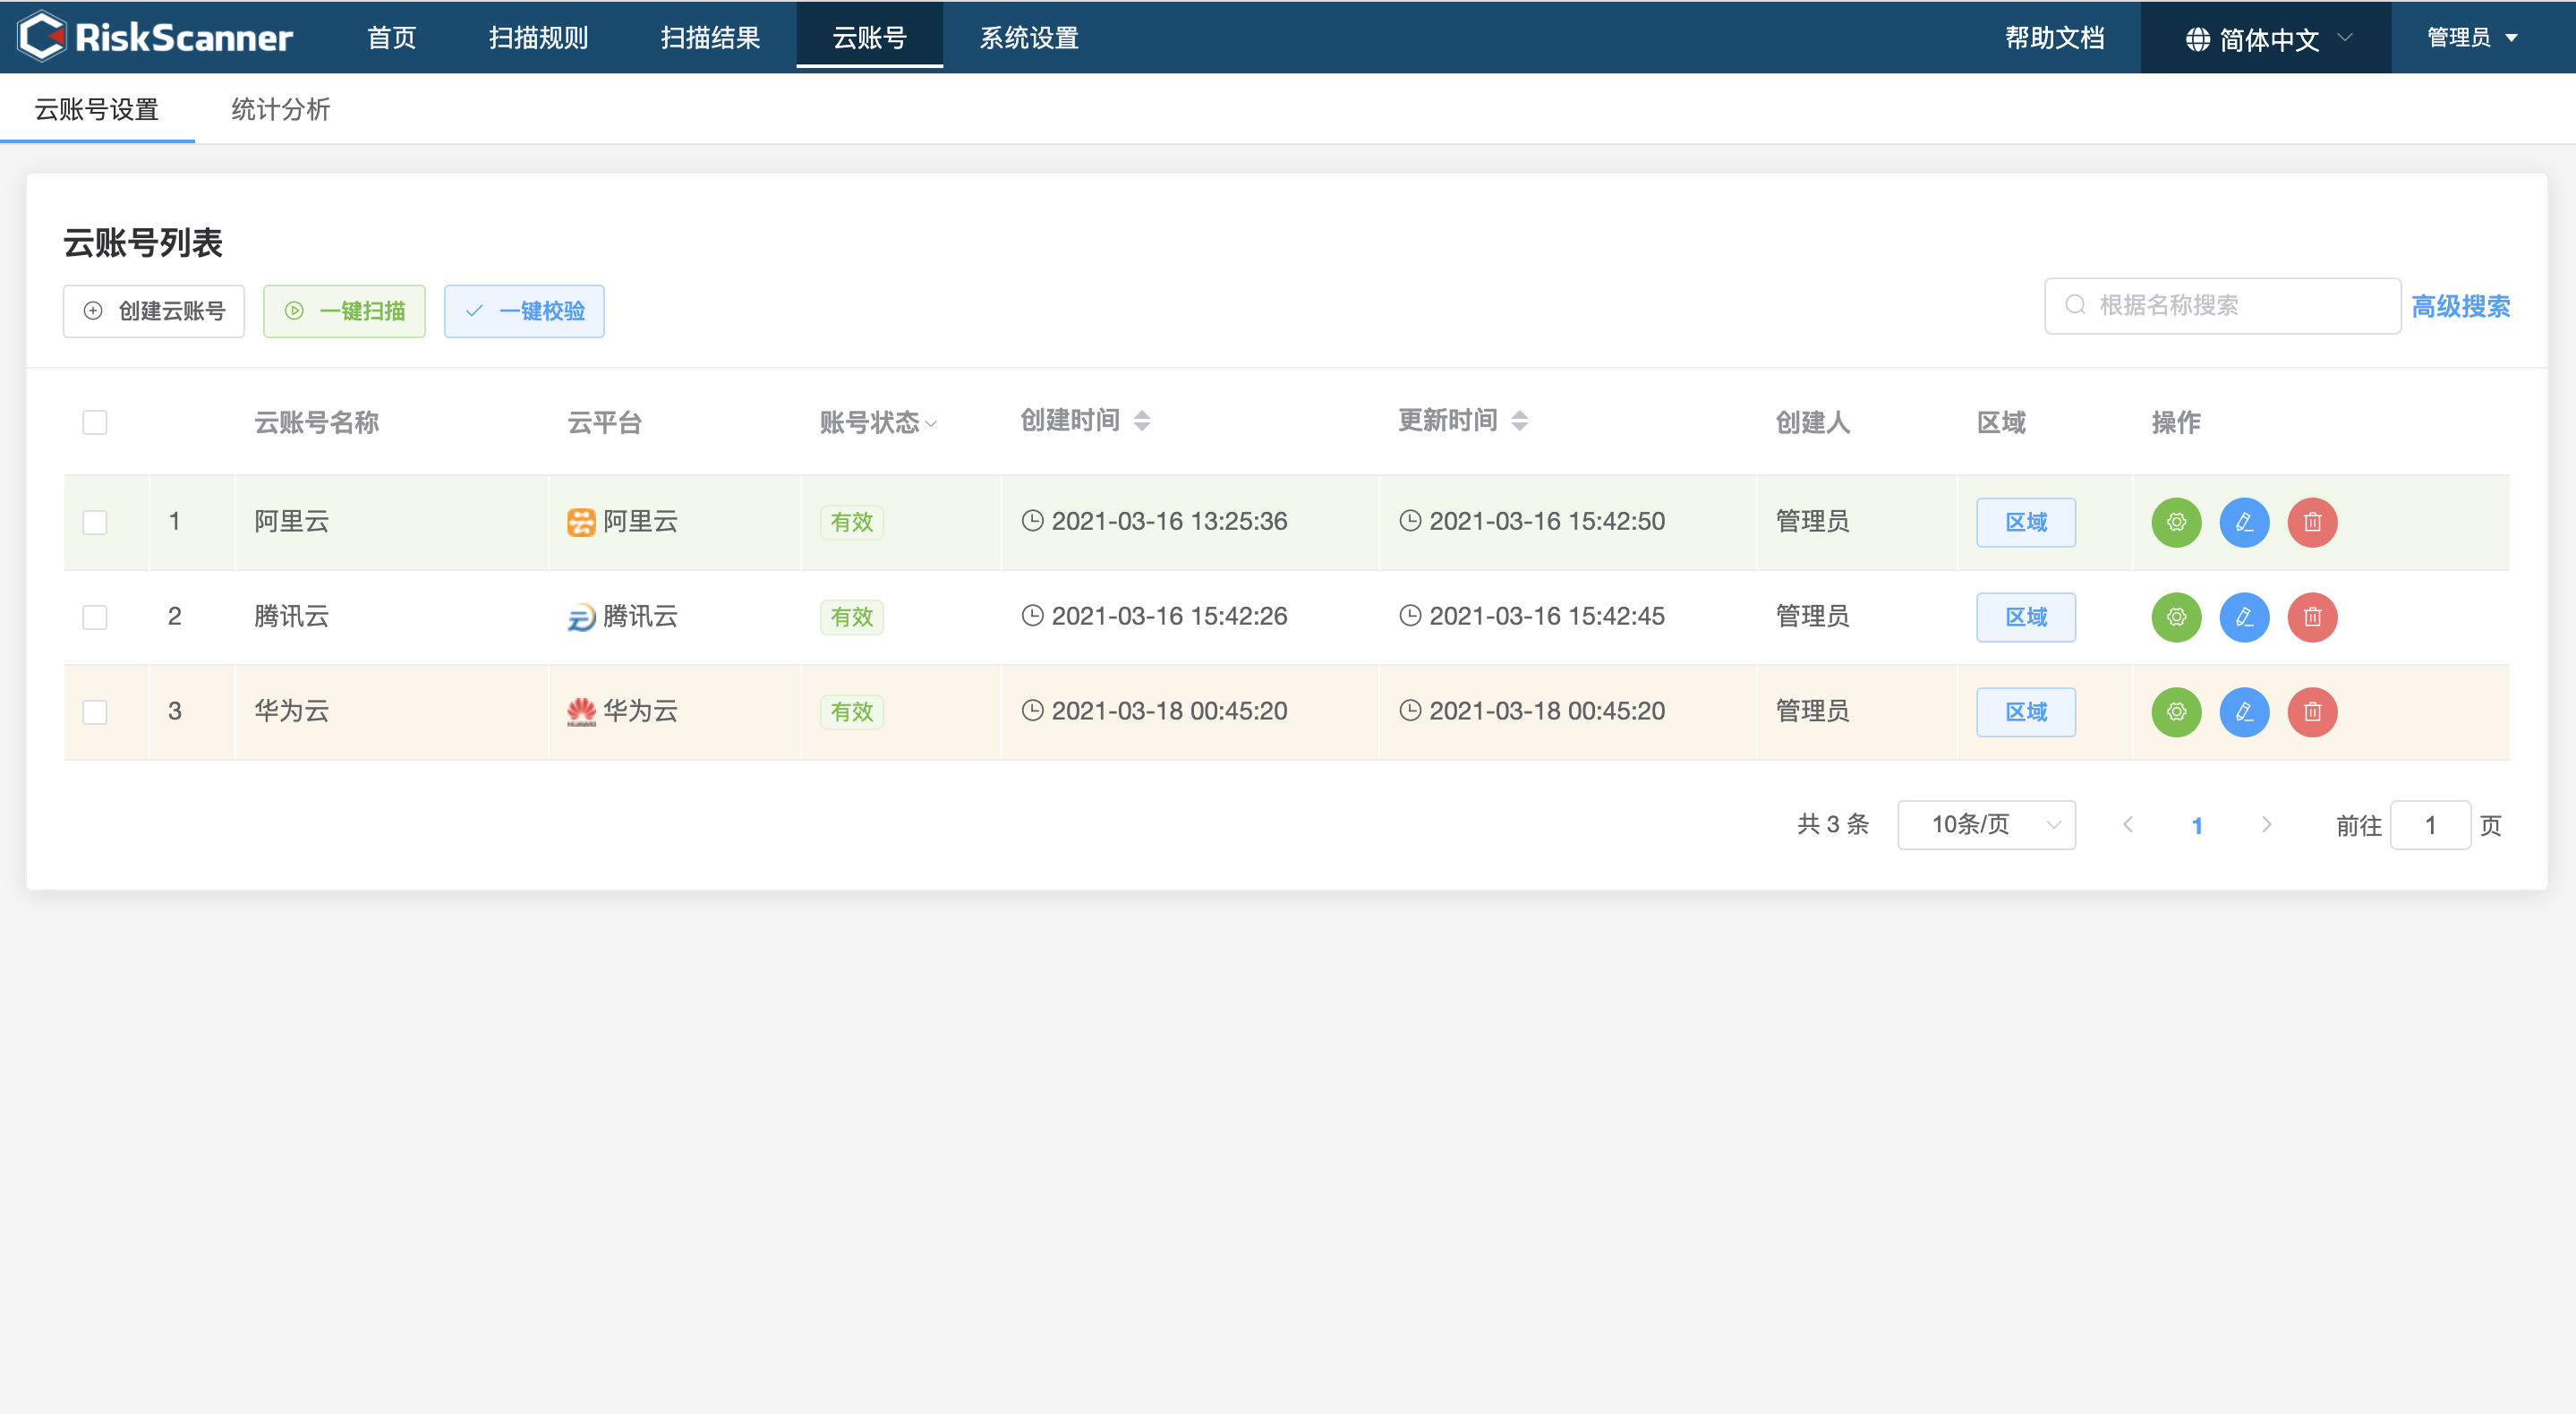 RiskScanner 首页 扫描规则 扫描结果 云账号 系统设置 帮助文档 简体中文 管理员
云账号设置 统计分析
云账号列表
创建云账号 一键扫描 一键校验 根据名称搜索 高级搜索
云账号名称 云平台 账号状态 创建时间 更新时间 创建人 区域 操作
1 阿里云 阿里云 有效 2021-03-16 13:25:36 2021-03-16 15:42:50 管理员 区域
2 腾讯云 腾讯云 有效 2021-03-16 15:42:26 2021-03-16 15:42:45 管理员 区域
3 华为云 HUAWEI 华为云 有效 2021-03-18 00:45:20 2021-03-18 00:45:20 管理员 区域
共 3 条 10条/页 1 前往 1 页